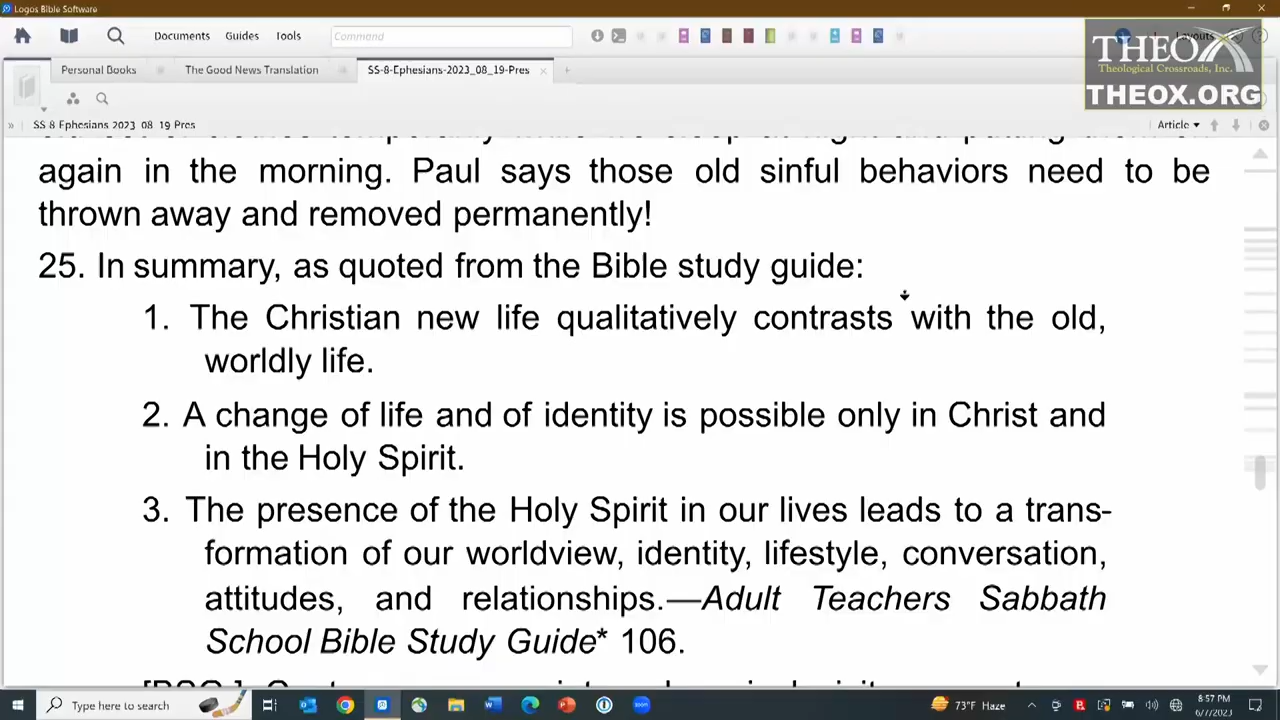 Logos Bible Software
Documents Guides Tools Command Layouts
THEOX
Theological Crossroads, Inc.
THEOX.ORG
Personal Books The Good News Translation SS-8-Ephesians-2023_08_19-Pres
SS-8-Ephesians-2023_08_19-Pres Article
again in the morning. Paul says those old sinful behaviors need to be
thrown away and removed permanently!
25. In summary, as quoted from the Bible study guide:
1. The Christian new life qualitatively contrasts with the old,
worldly life.
2. A change of life and of identity is possible only in Christ and
in the Holy Spirit.
3. The presence of the Holy Spirit in our lives leads to a trans-
formation of our worldview, identity, lifestyle, conversation,
attitudes, and relationships.—Adult Teachers Sabbath
School Bible Study Guide* 106.
Type here to search 73°F Haze 8:57 PM
6/7/2023